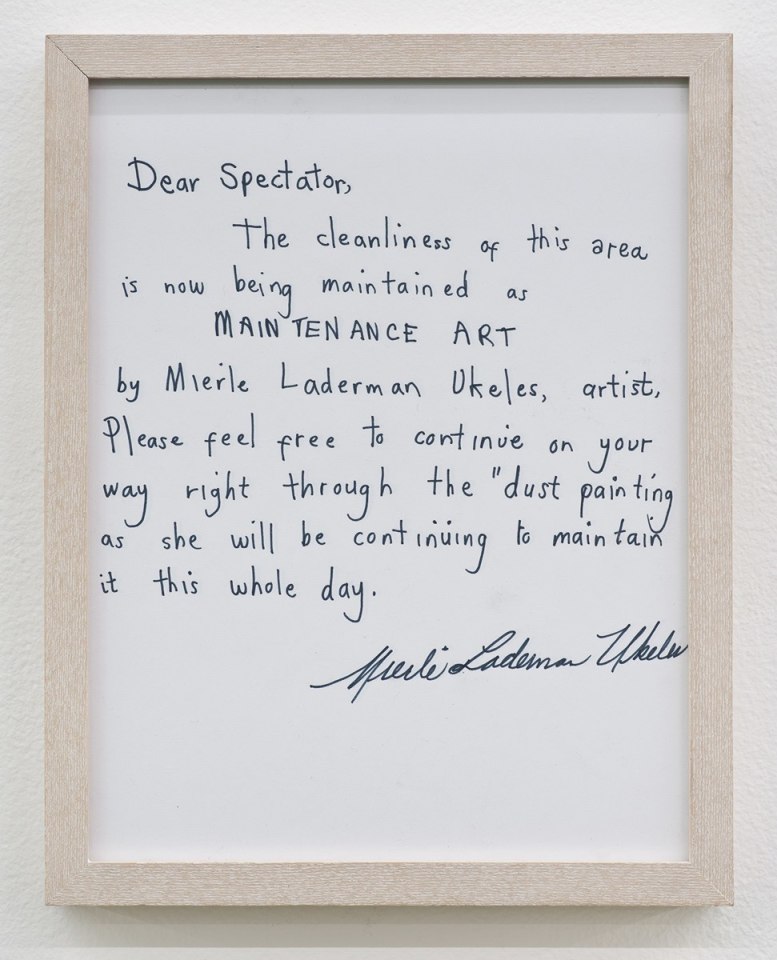 Dear Spectator,
The cleanliness of this area
is now being maintained as
MAINTENANCE ART
by Mierle Laderman Ukeles, artist.
Please feel free to continue on your
way right through the "dust painting
as she will be continuing to maintain
it this whole day.
Mierle Laderman Ukeles